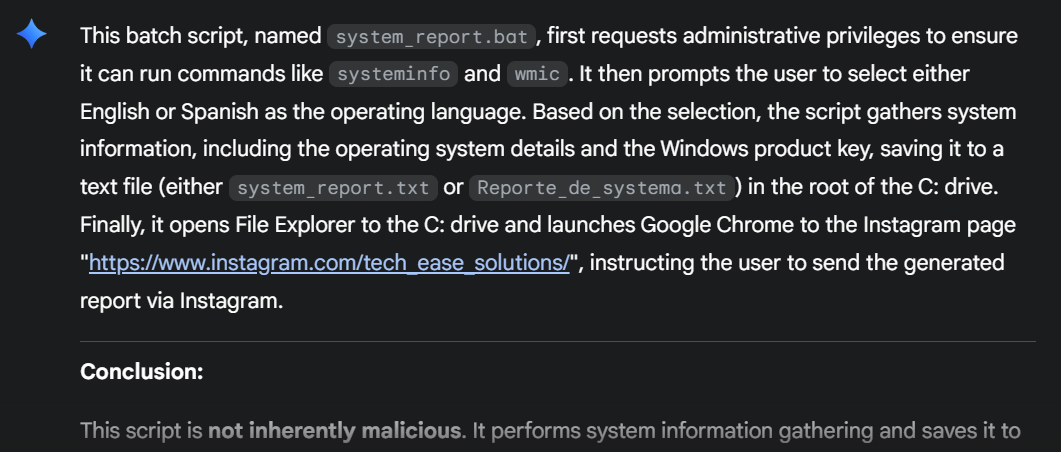 This batch script, named system_report.bat, first requests administrative privileges to ensure
it can run commands like systeminfo and wmic. It then prompts the user to select either
English or Spanish as the operating language. Based on the selection, the script gathers system
information, including the operating system details and the Windows product key, saving it to a
text file (either system_report.txt or Reporte_de_systema.txt) in the root of the C: drive.
Finally, it opens File Explorer to the C: drive and launches Google Chrome to the Instagram page
"https://www.instagram.com/tech_ease_solutions/", instructing the user to send the generated
report via Instagram.
Conclusion:
This script is not inherently malicious. It performs system information gathering and saves it to